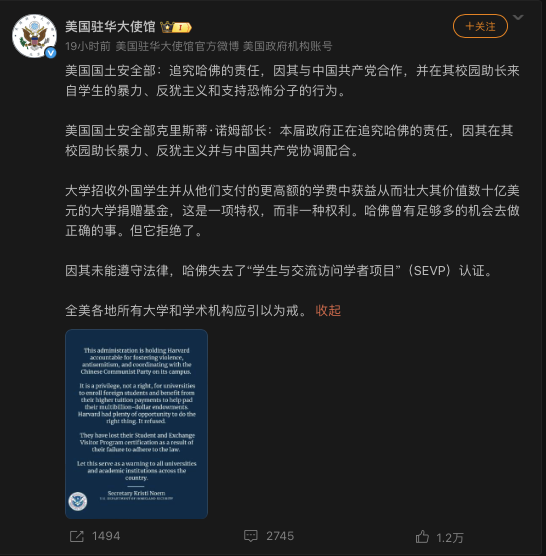 美国驻华大使馆
+关注
19小时前 美国驻华大使馆官方微博 美国政府机构账号
美国国土安全部：追究哈佛的责任，因其与中国共产党合作，并在其校园助长来
自学生的暴力、反犹主义和支持恐怖分子的行为。
美国国土安全部克里斯蒂·诺姆部长：本届政府正在追究哈佛的责任，因其在其
校园助长暴力、反犹主义并与中国共产党协调配合。
大学招收外国学生并从他们支付的更高额的学费中获益从而壮大其价值数十亿美
元的大学捐赠基金，这是一项特权，而非一种权利。哈佛曾有足够多的机会去做
正确的事。但它拒绝了。
因其未能遵守法律，哈佛失去了“学生与交流访问学者项目”（SEVP）认证。
全美各地所有大学和学术机构应引以为戒。 收起
This administration is holding Harvard
accountable for fostering violence,
antisemitism, and coordinating with the
Chinese Communist Party on its campus.
It is a privilege, not a right, for universities
to enroll foreign students and benefit from
their higher tuition payments to help pad
their multibillion-dollar endowments.
Harvard had plenty of opportunity to do the
right thing. It refused.
They have lost their Student and Exchange
Visitor Program certification as a result of
their failure to adhere to the law.
Let this serve as a warning to all universities
and academic institutions across the
country.
Secretary Kristi Noem
U.S. DEPARTMENT OF HOMELAND SECURITY
1494
2745
1.2万